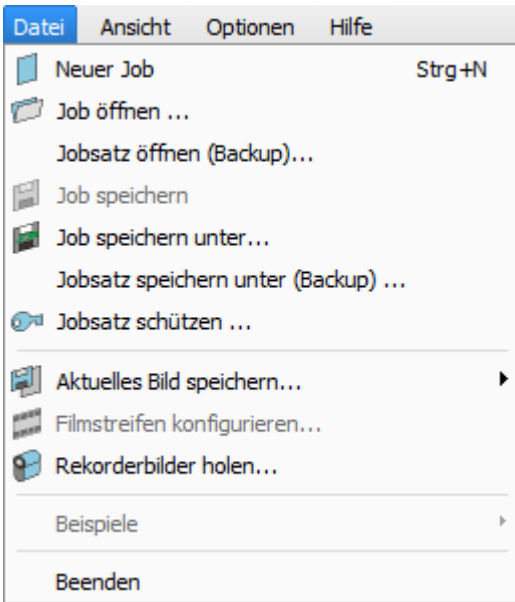 Datei Ansicht Optionen Hilfe
Neuer Job Strg+N
Job öffnen ...
Jobsatz öffnen (Backup)...
Job speichern
Job speichern unter...
Jobsatz speichern unter (Backup) ...
Jobsatz schützen ...
Aktuelles Bild speichern...
Filmstreifen konfigurieren...
Rekorderbilder holen...
Beispiele
Beenden